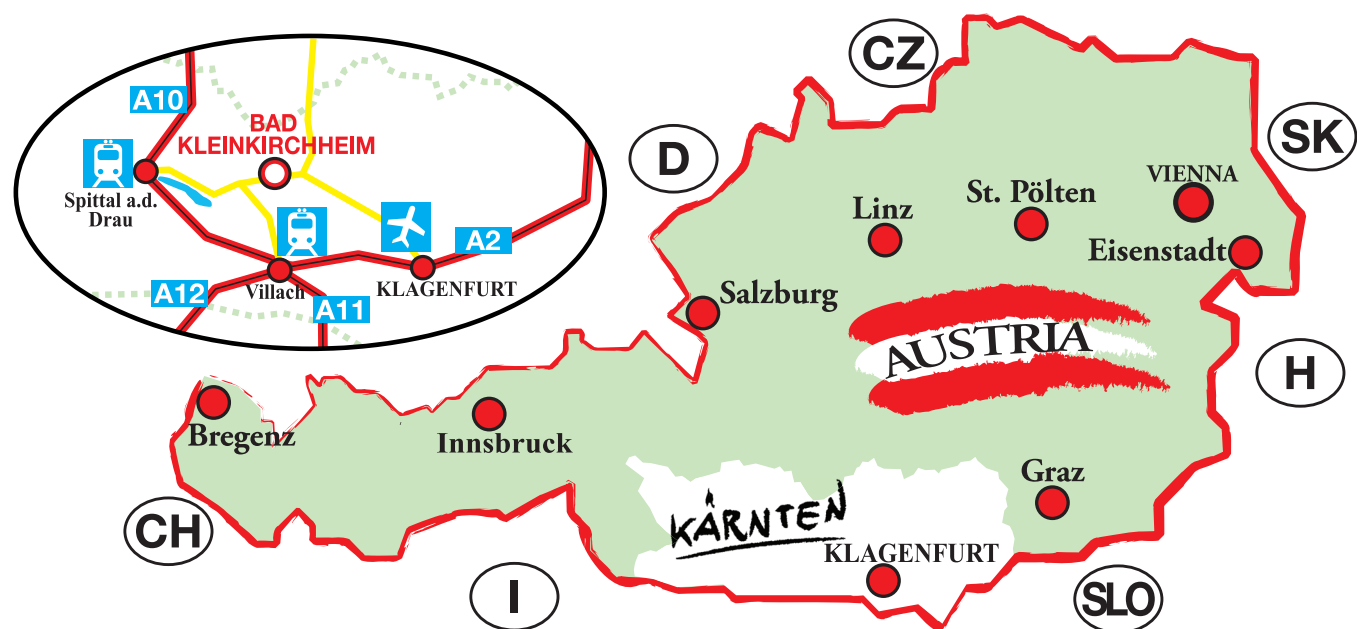 A10
BAD
KLEINKIRCHHEIM
Spittal a.d.
Drau
A2
A12
Villach
A11
KLAGENFURT
CZ
D
SK
VIENNA
St. Pölten
Linz
Eisenstadt
Salzburg
AUSTRIA
H
Bregenz
Innsbruck
Graz
KÄRNTEN
KLAGENFURT
CH
I
SLO